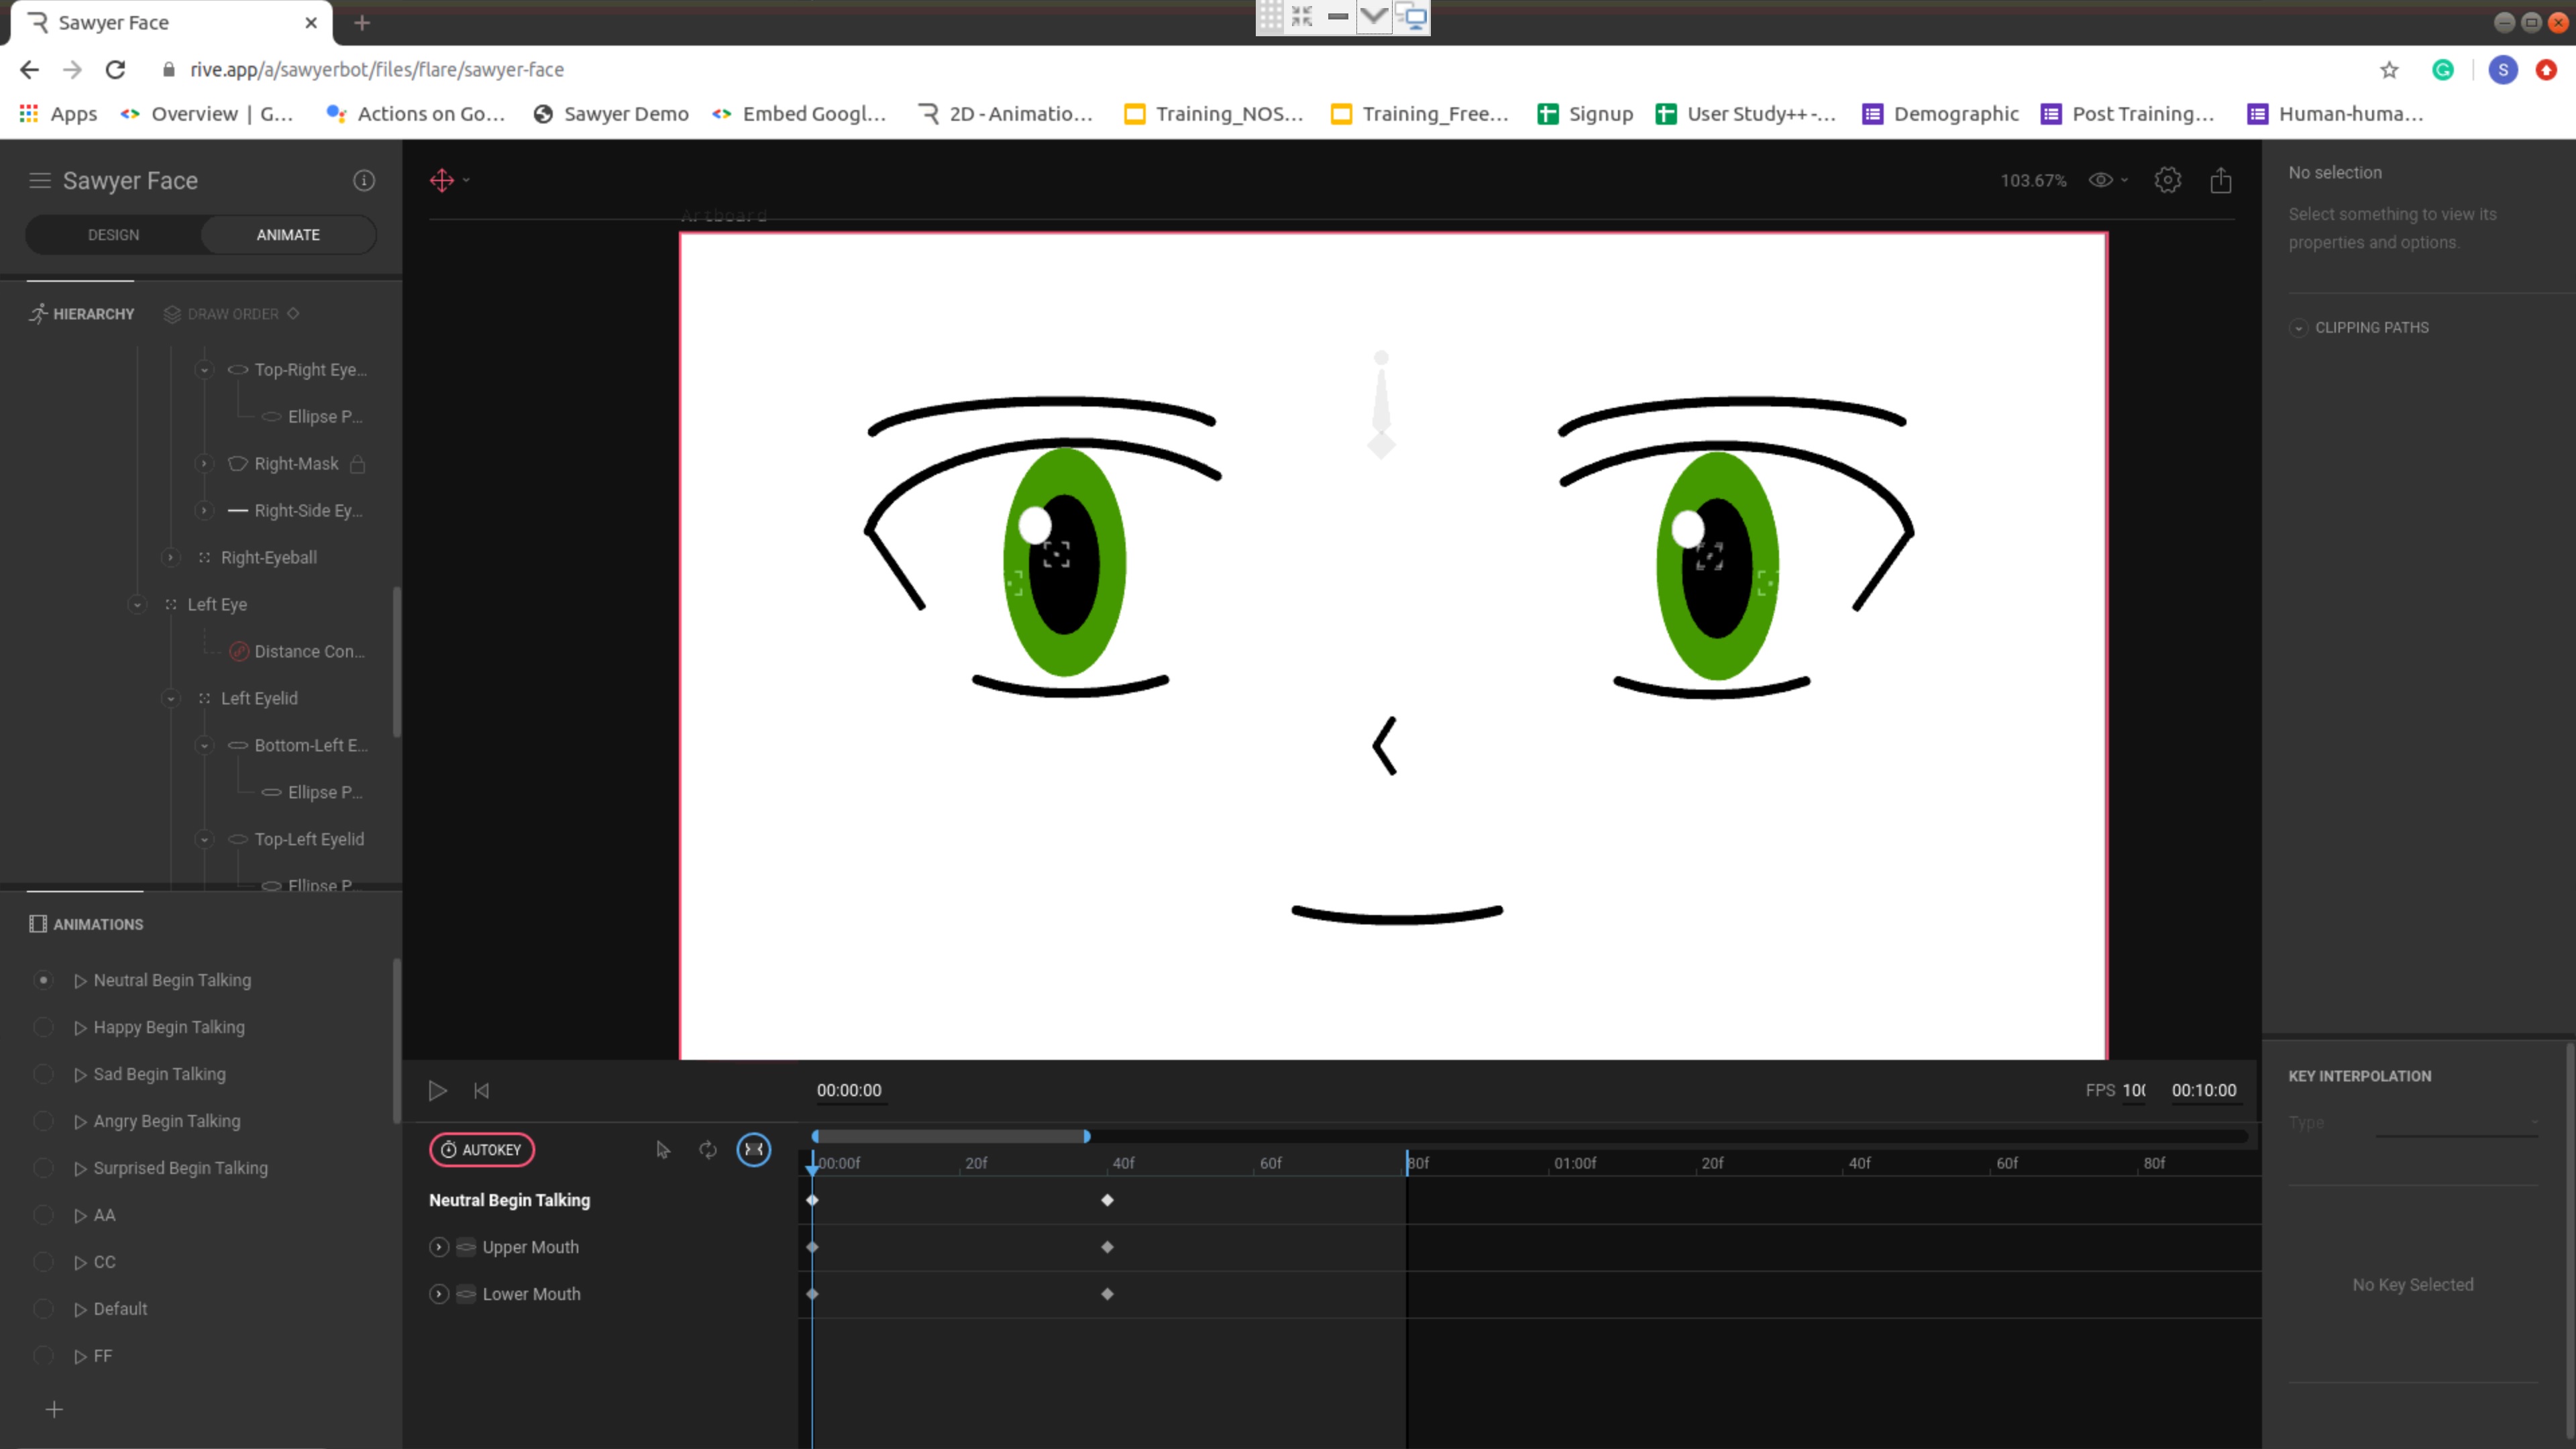 Sawyer Face
rive.app/a/sawyerbot/files/flare/sawyer-face
S
Apps
Overview | G...
Actions on Go...
Sawyer Demo
Embed Googl...
2D - Animatio...
Training_NOS...
Training_Free...
Signup
User Study++ -...
Demographic
Post Training...
Human-huma...
Sawyer Face
DESIGN
ANIMATE
HIERARCHY
DRAW ORDER
Top-Right Eye...
Ellipse P...
Right-Mask
Right-Side Ey...
Right-Eyeball
Left Eye
Distance Con...
Left Eyelid
Bottom-Left E...
Ellipse P...
Top-Left Eyelid
Ellipse P...
ANIMATIONS
Neutral Begin Talking
Happy Begin Talking
Sad Begin Talking
Angry Begin Talking
Surprised Begin Talking
AA
CC
Default
FF
Artboard
103.67%
No selection
Select something to view its
properties and options.
CLIPPING PATHS
00:00:00
FPS
00:10:00
AUTOKEY
00:00f 20f 40f 60f 80f 01:00f 20f 40f 60f 80f
Neutral Begin Talking
Upper Mouth
Lower Mouth
KEY INTERPOLATION
Type
No Key Selected